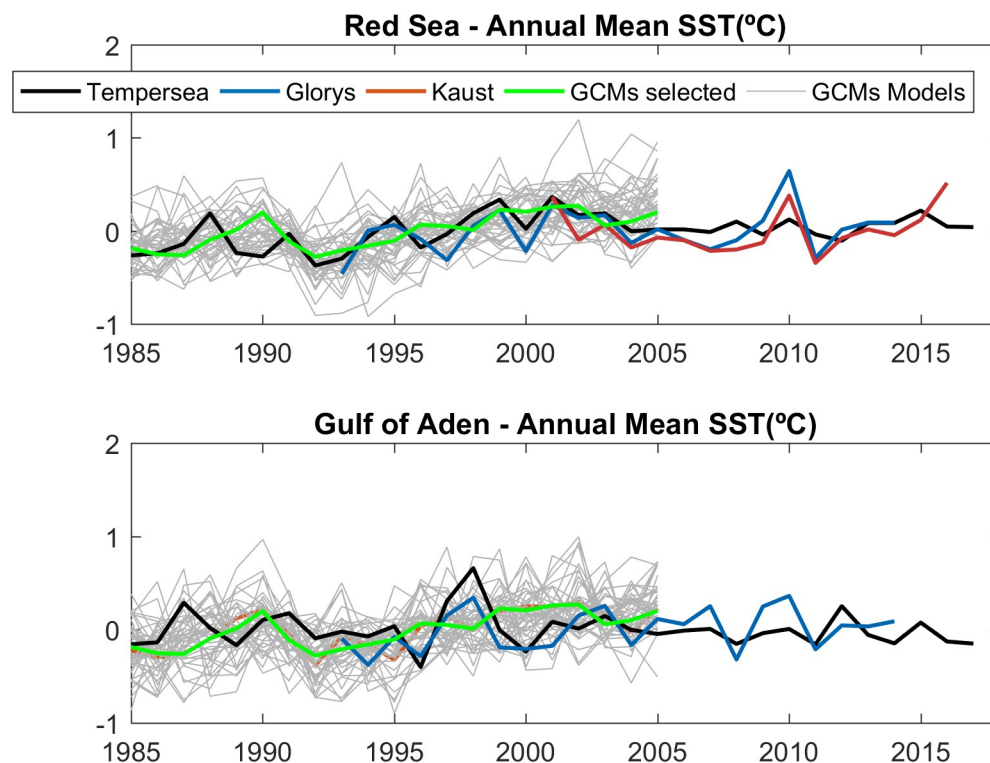 Red Sea - Annual Mean SST(ºC)
2
Tempersea Glorys Kaust GCMs selected GCMs Models
1
0
-1
1985 1990 1995 2000 2005 2010 2015
Gulf of Aden - Annual Mean SST(ºC)
2
1
0
-1
1985 1990 1995 2000 2005 2010 2015